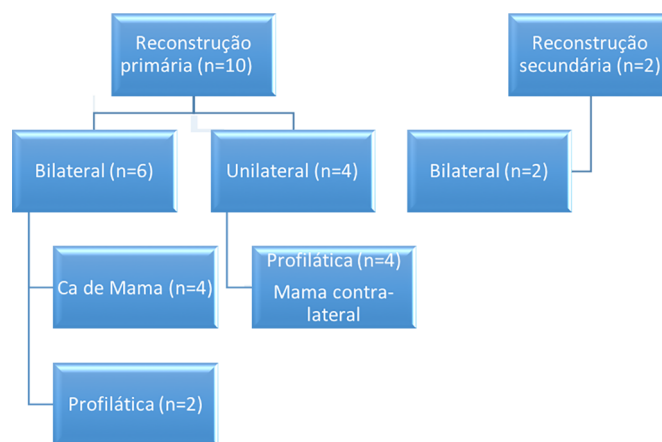 Reconstrução
primária (n=10)
Reconstrução
secundária (n=2)
Bilateral (n=6)
Unilateral (n=4)
Bilateral (n=2)
Ca de Mama (n=4)
Profilática (n=4)
Mama contra-
lateral
Profilática (n=2)